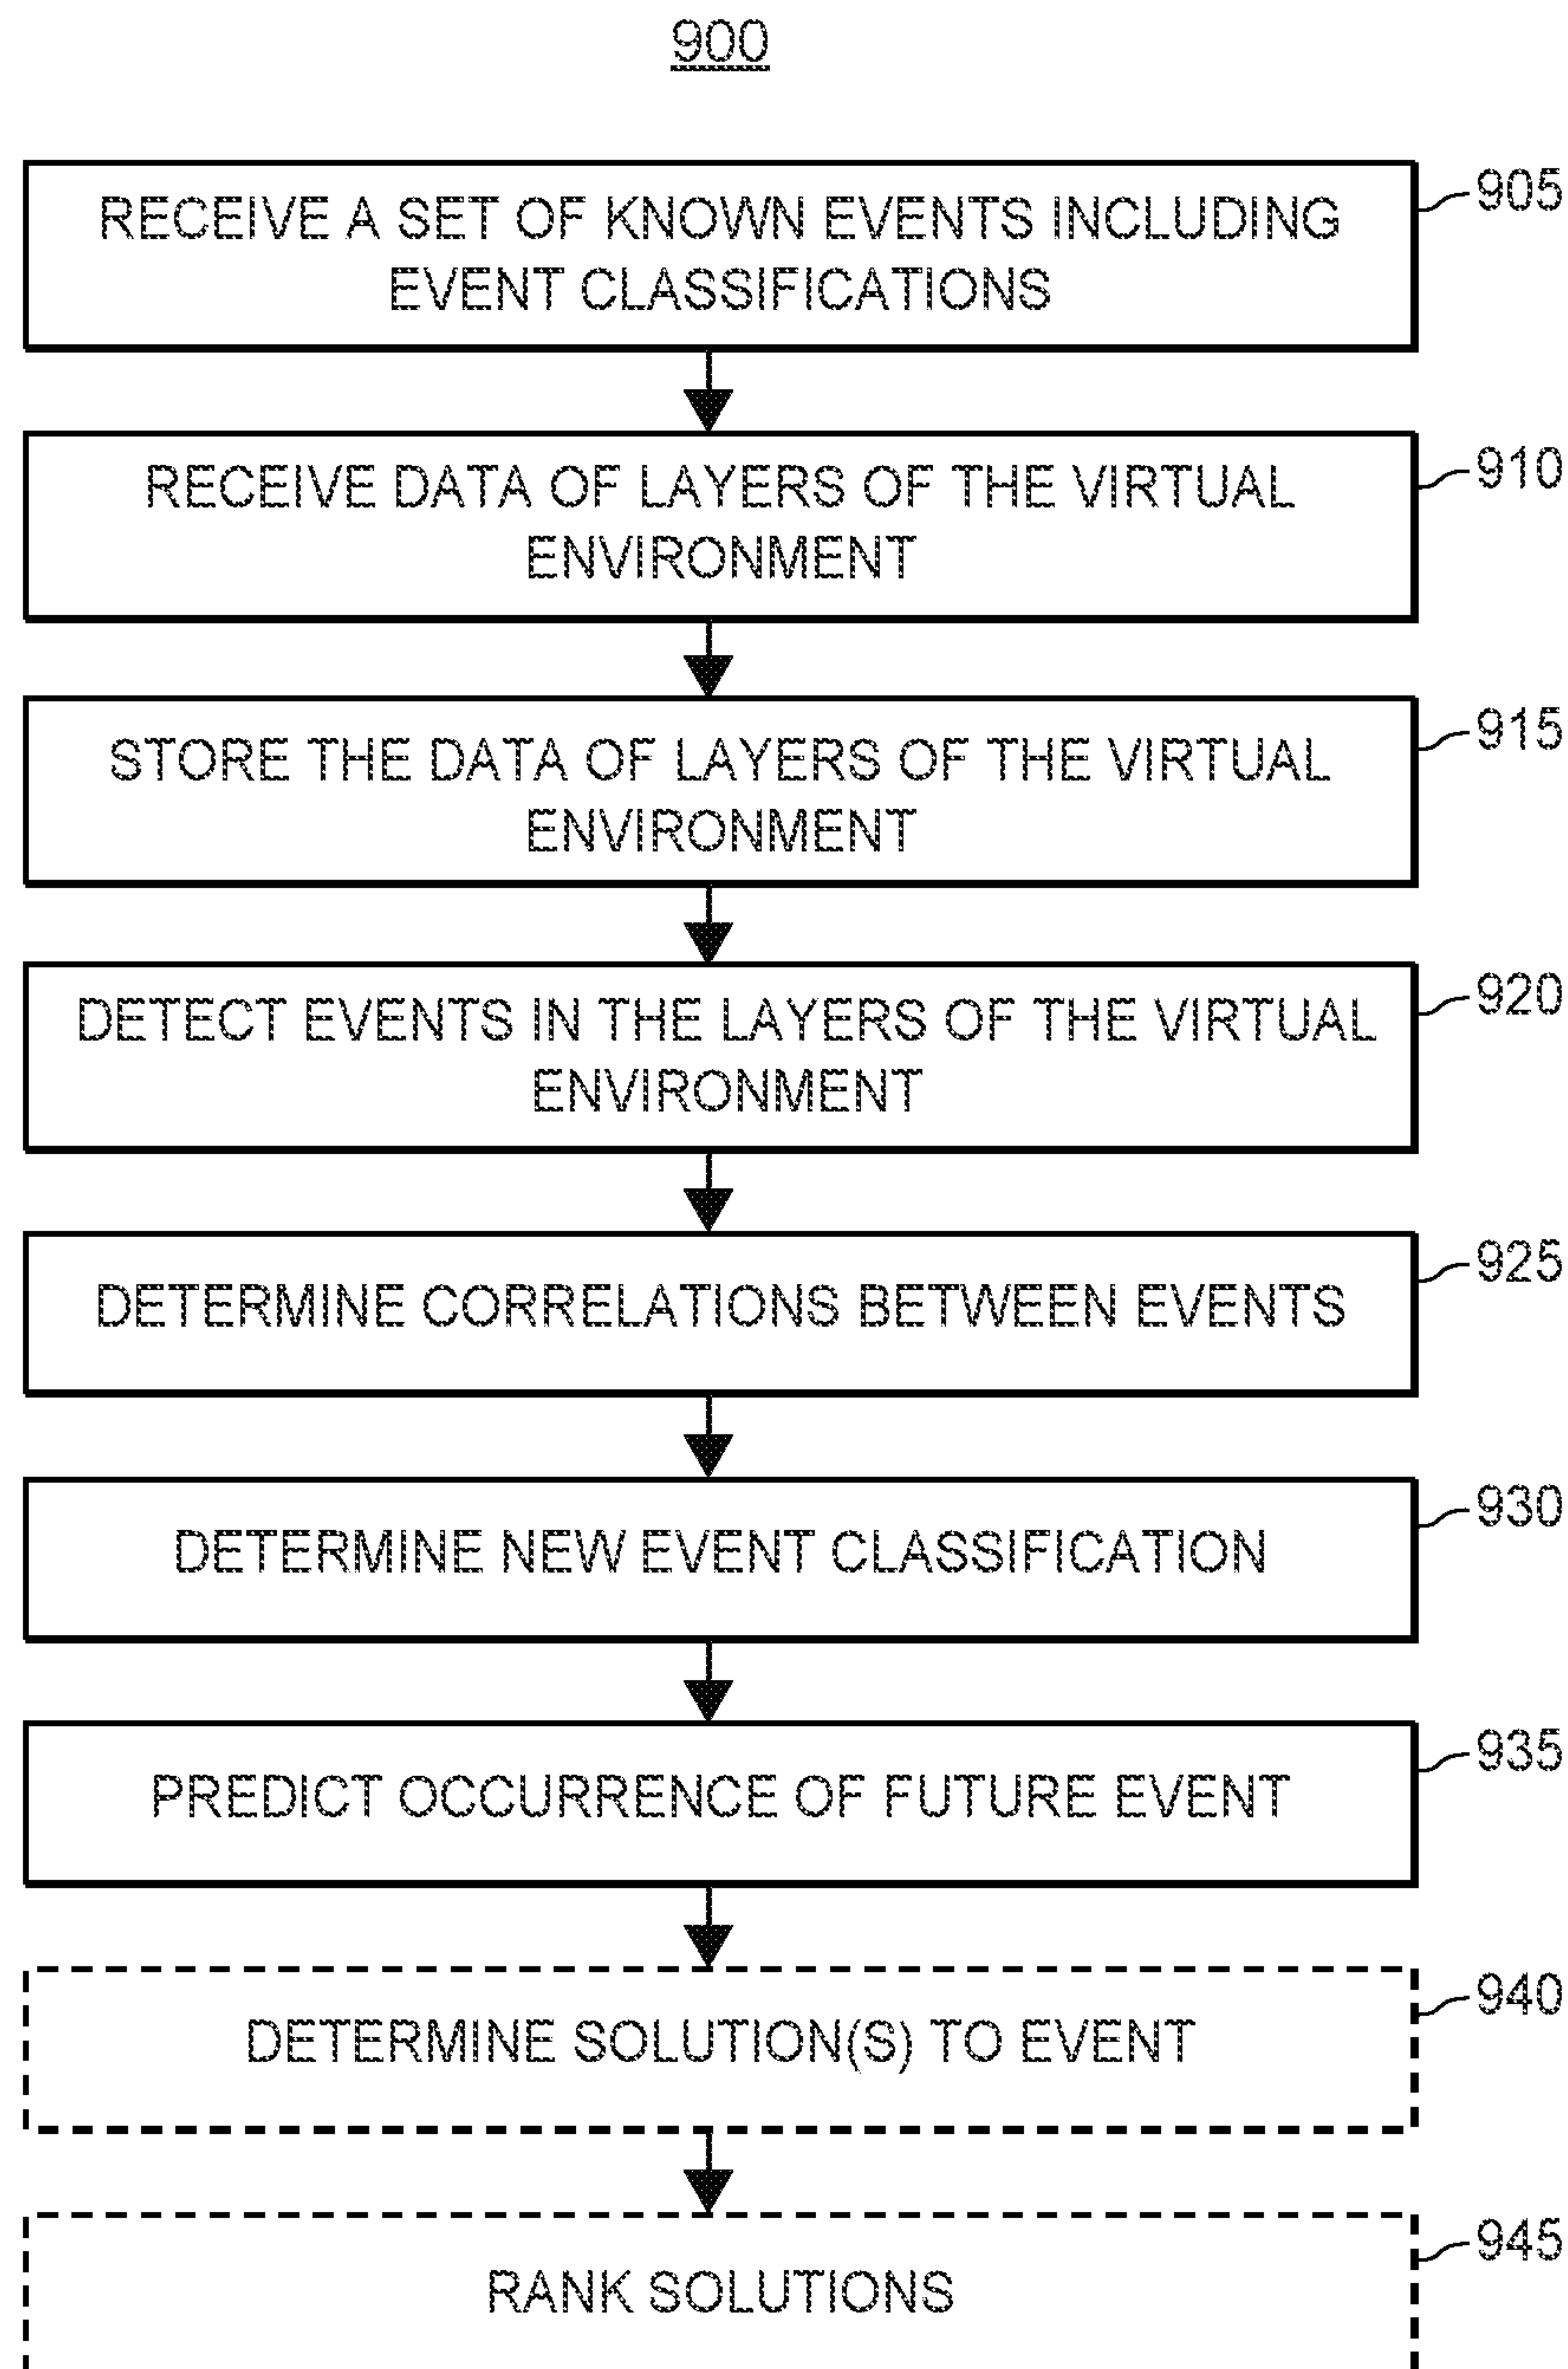 900
RECEIVE A SET OF KNOWN EVENTS INCLUDING
EVENT CLASSIFICATIONS
905
RECEIVE DATA OF LAYERS OF THE VIRTUAL
ENVIRONMENT
910
STORE THE DATA OF LAYERS OF THE VIRTUAL
ENVIRONMENT
915
DETECT EVENTS IN THE LAYERS OF THE VIRTUAL
ENVIRONMENT
920
DETERMINE CORRELATIONS BETWEEN EVENTS
925
DETERMINE NEW EVENT CLASSIFICATION
930
PREDICT OCCURRENCE OF FUTURE EVENT
935
DETERMINE SOLUTION(S) TO EVENT
940
RANK SOLUTIONS
945